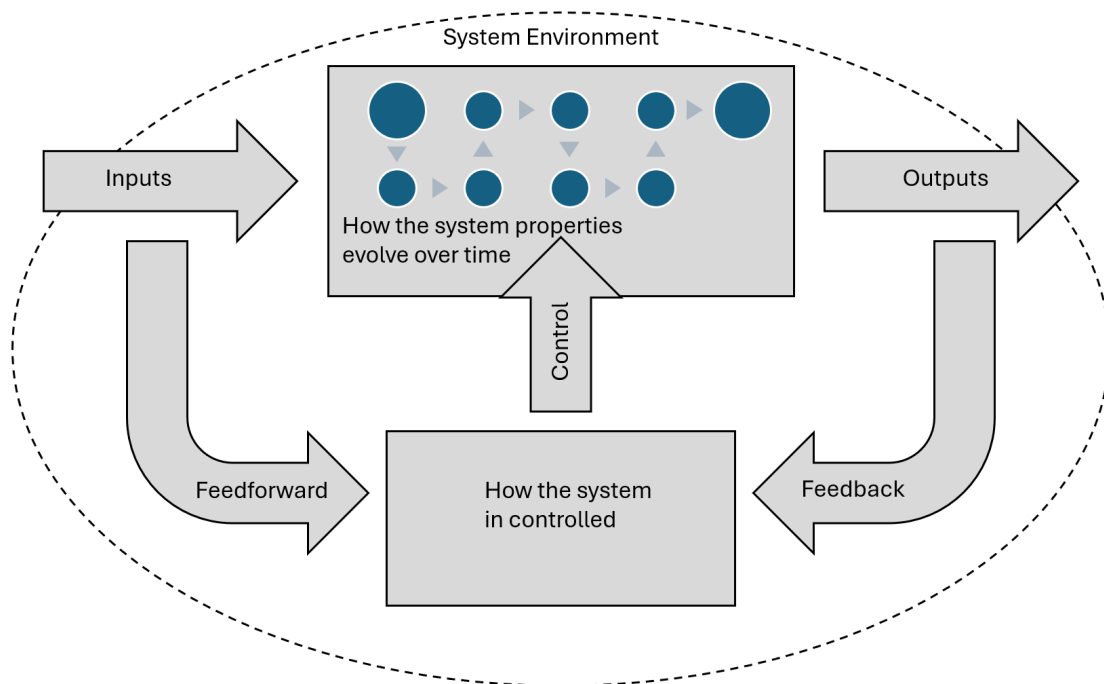 System Environment
Inputs
Outputs
How the system properties
evolve over time
Control
Feedforward
How the system
in controlled
Feedback